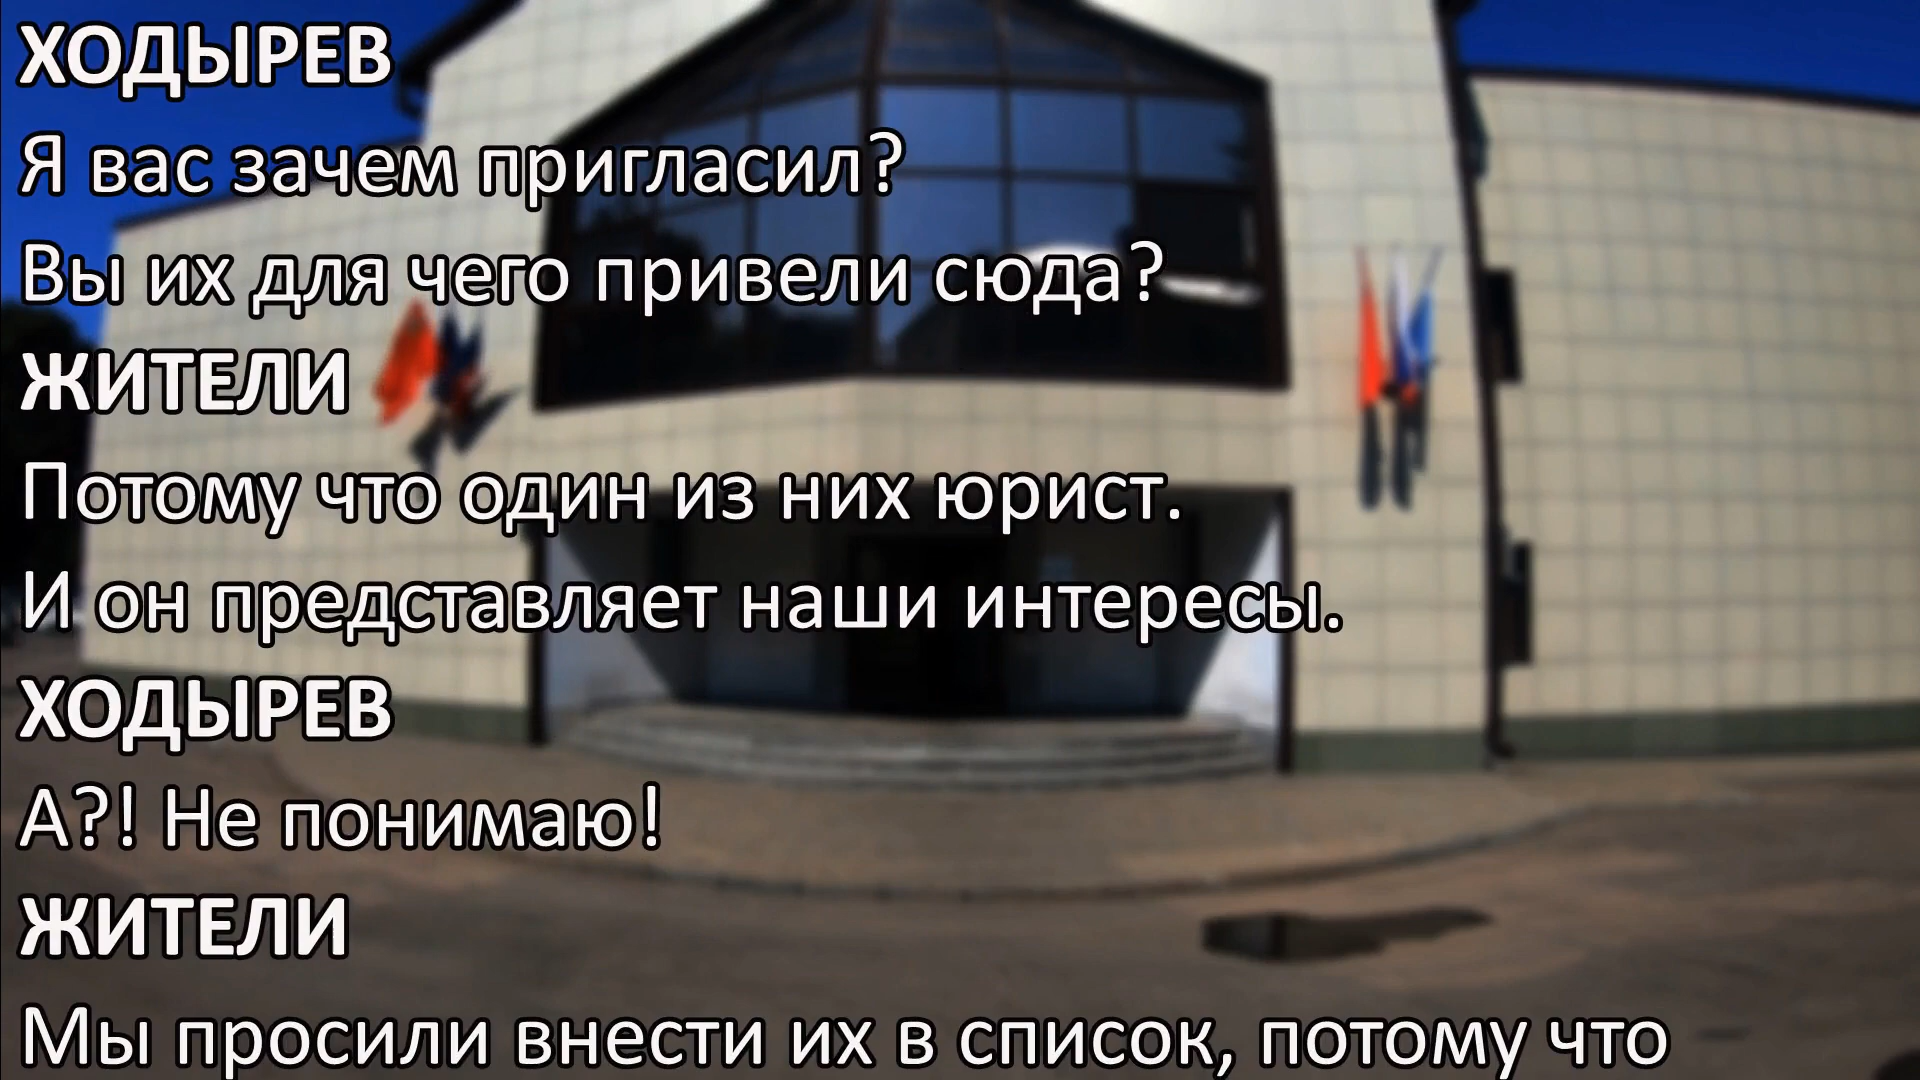 ХОДЫРЕВ
Я вас зачем пригласил?
Вы их для чего привели сюда?
ЖИТЕЛИ
Потому что один из них юрист.
И он представляет наши интересы.
ХОДЫРЕВ
А?! Не понимаю!
ЖИТЕЛИ
Мы просили внести их в список, потому что